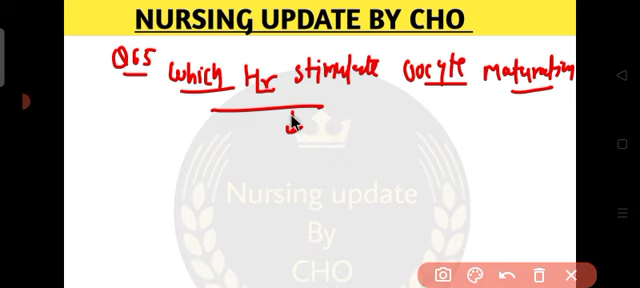 NURSING UPDATE BY CHO
Q65 which Hr stimulate Oocyte maturation
Nursing update
By
CHO